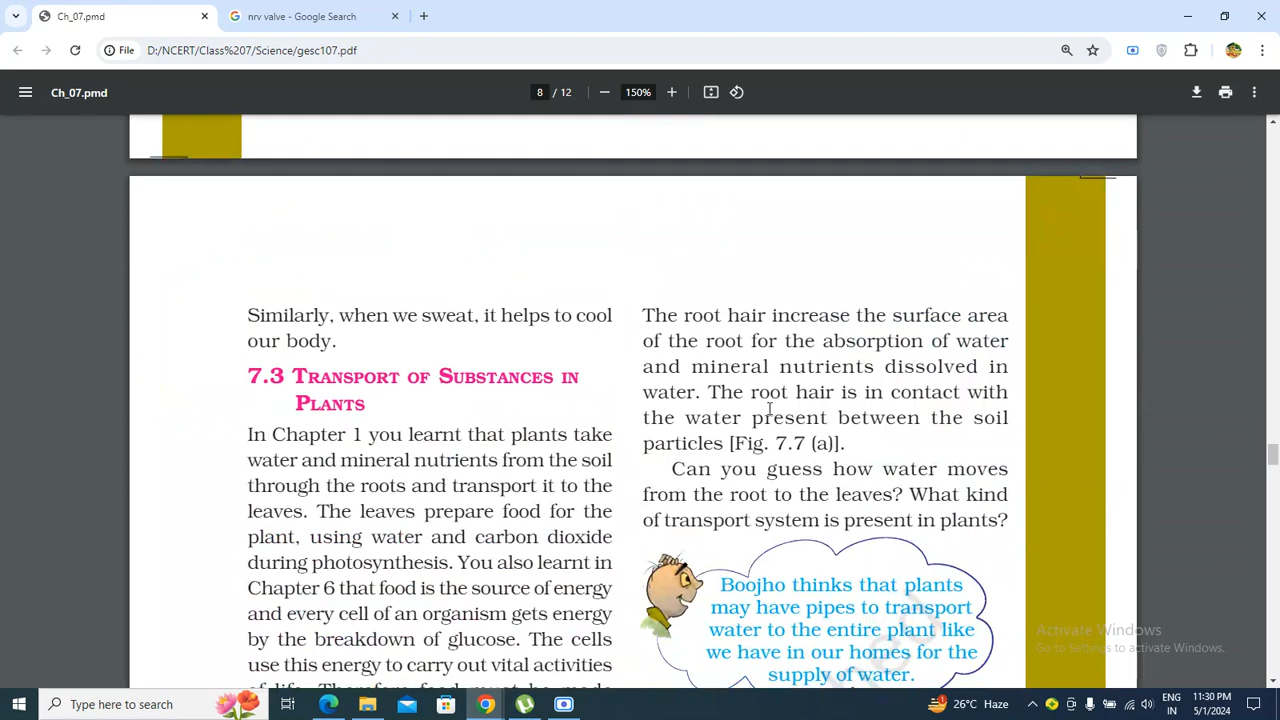 Ch_07.pmd
nrv valve - Google Search
File
D:/NCERT/Class%207/Science/gesc107.pdf
Ch_07.pmd
8 / 12
150%
Similarly, when we sweat, it helps to cool
our body.
7.3 TRANSPORT OF SUBSTANCES IN
PLANTS
In Chapter 1 you learnt that plants take
water and mineral nutrients from the soil
through the roots and transport it to the
leaves. The leaves prepare food for the
plant, using water and carbon dioxide
during photosynthesis. You also learnt in
Chapter 6 that food is the source of energy
and every cell of an organism gets energy
by the breakdown of glucose. The cells
use this energy to carry out vital activities
of life. Therefore food must be made
The root hair increase the surface area
of the root for the absorption of water
and mineral nutrients dissolved in
water. The root hair is in contact with
the water present between the soil
particles [Fig. 7.7 (a)].
Can you guess how water moves
from the root to the leaves? What kind
of transport system is present in plants?
Boojho thinks that plants
may have pipes to transport
water to the entire plant like
we have in our homes for the
supply of water.
Activate Windows
Go to Settings to activate Windows.
Type here to search
26°C Haze
ENG
IN
11:30 PM
5/1/2024